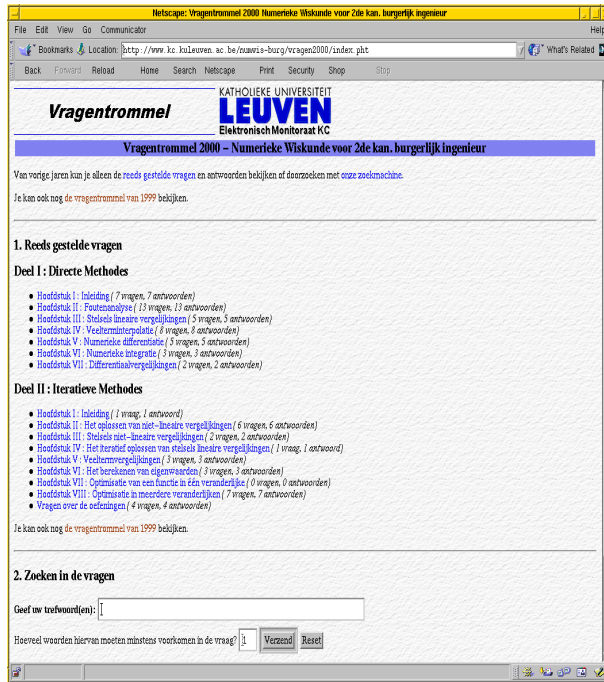 Netscape: Vragentrommel 2000 Numerieke Wiskunde voor 2de kan. burgerlijk ingenieur
File Edit View Go Communicator Help
Bookmarks Location: http://www.kc.kuleuven.ac.be/numwis-burg/vragen2000/index.pht What's Related
Back Forward Reload Home Search Netscape Print Security Shop Stop
Vragentrommel
KATHOLIEKE UNIVERSITEIT
LEUVEN
Elektronisch Monitoraat KC
Vragentrommel 2000 – Numerieke Wiskunde voor 2de kan. burgerlijk ingenieur
Van vorige jaren kun je alleen de reeds gestelde vragen en antwoorden bekijken of doorzoeken met onze zoekmachine.
Je kan ook nog de vragentrommel van 1999 bekijken.
1. Reeds gestelde vragen
Deel I : Directe Methodes
● Hoofdstuk I : Inleiding ( 7 vragen, 7 antwoorden)
● Hoofdstuk II : Foutenanalyse ( 13 vragen, 13 antwoorden)
● Hoofdstuk III : Stelsels lineaire vergelijkingen ( 5 vragen, 5 antwoorden)
● Hoofdstuk IV : Veelterminterpolatie ( 8 vragen, 8 antwoorden)
● Hoofdstuk V : Numerieke differentiatie ( 5 vragen, 5 antwoorden)
● Hoofdstuk VI : Numerieke integratie ( 3 vragen, 3 antwoorden)
● Hoofdstuk VII : Differentiaalvergelijkingen ( 2 vragen, 2 antwoorden)
Deel II : Iteratieve Methodes
● Hoofdstuk I : Inleiding ( 1 vraag, 1 antwoord)
● Hoofdstuk II : Het oplossen van niet–lineaire vergelijkingen ( 6 vragen, 6 antwoorden)
● Hoofdstuk III : Stelsels niet–lineaire vergelijkingen ( 2 vragen, 2 antwoorden)
● Hoofdstuk IV : Het iteratief oplossen van stelsels lineaire vergelijkingen ( 1 vraag, 1 antwoord)
● Hoofdstuk V : Veeltermvergelijkingen ( 3 vragen, 3 antwoorden)
● Hoofdstuk VI : Het berekenen van eigenwaarden ( 3 vragen, 3 antwoorden)
● Hoofdstuk VII : Optimisatie van een functie in één veranderlijke ( 0 vragen, 0 antwoorden)
● Hoofdstuk VIII : Optimisatie in meerdere veranderlijken ( 7 vragen, 7 antwoorden)
● Vragen over de oefeningen ( 4 vragen, 4 antwoorden)
Je kan ook nog de vragentrommel van 1999 bekijken.
2. Zoeken in de vragen
Geef uw trefwoord(en):
Hoeveel woorden hiervan moeten minstens voorkomen in de vraag? 1 Verzend Reset